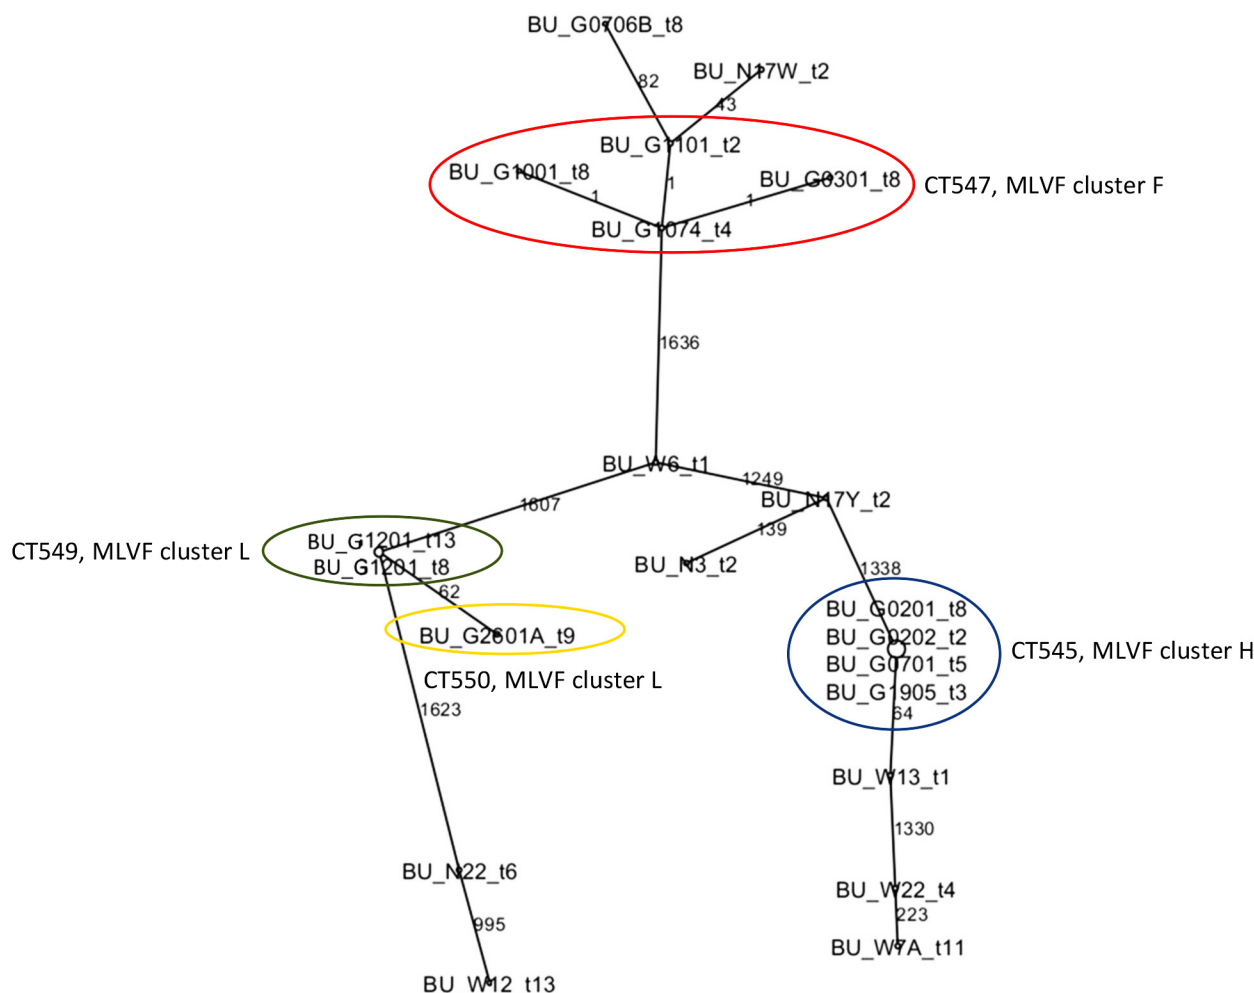 BU_G0706B_t8
BU_N17W_t2
82
43
BU_G1101_t2
BU_G1001_t8
BU_G0301_t8
CT547, MLVF cluster F
1
1
1
BU_G1074_t4
1636
BU_W6_t1
1249
BU_N17Y_t2
1607
139
BU_G1201_t13
CT549, MLVF cluster L
BU_G1201_t8
BU_N3_t2
1338
62
BU_G0201_t8
BU_G2601A_t9
BU_G0202_t2
CT545, MLVF cluster H
BU_G0701_t5
CT550, MLVF cluster L
BU_G1905_t3
1623
64
BU_W13_t1
1330
BU_N22_t6
BU_W22_t4
223
995
BU_W7A_t11
BU_W12_t13